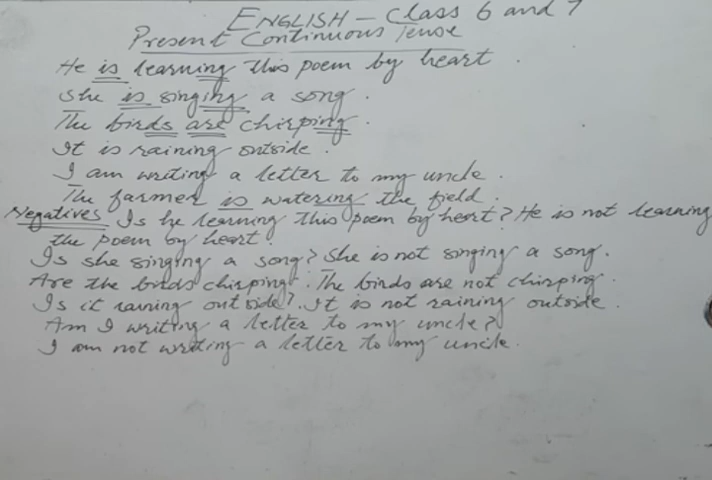 ENGLISH - Class 6 and 7
Present Continuous Tense
He is learning this poem by heart.
She is singing a song.
The birds are chirping.
It is raining outside.
I am writing a letter to my uncle.
The farmer is watering the field.
Negatives Is he learning this poem by heart? He is not learning
the poem by heart.
Is she singing a song? She is not singing a song.
Are the birds chirping? The birds are not chirping.
Is it raining outside? It is not raining outside.
Am I writing a letter to my uncle?
I am not writing a letter to my uncle.